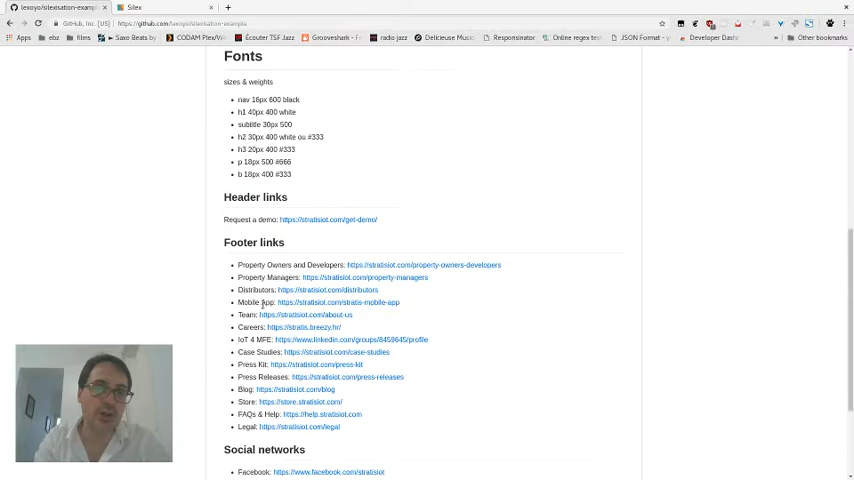 lexoyo/silexisation-exampl
Silex
GitHub, Inc. [US] https://github.com/lexoyo/silexisation-example
Apps ebz films Saxo Beats by CODAM Plex/We Écouter TSF Jazz Grooveshark - F radio jazz Delicieuse Music Responsinator Online regex test JSON Format - Developer Dash Other bookmarks
Fonts
sizes & weights
• nav 16px 600 black
• h1 40px 400 white
• subtitle 30px 500
• h2 30px 400 white ou #333
• h3 20px 400 #333
• p 18px 500 #666
• b 18px 400 #333
Header links
Request a demo: https://stratisiot.com/get-demo/
Footer links
• Property Owners and Developers: https://stratisiot.com/property-owners-developers
• Property Managers: https://stratisiot.com/property-managers
• Distributors: https://stratisiot.com/distributors
• Mobile App: https://stratisiot.com/stratis-mobile-app
• Team: https://stratisiot.com/about-us
• Careers: https://stratis.breezy.hr/
• IoT 4 MFE: https://www.linkedin.com/groups/8459645/profile
• Case Studies: https://stratisiot.com/case-studies
• Press Kit: https://stratisiot.com/press-kit
• Press Releases: https://stratisiot.com/press-releases
• Blog: https://stratisiot.com/blog
• Store: https://store.stratisiot.com/
• FAQs & Help: https://help.stratisiot.com
• Legal: https://stratisiot.com/legal
Social networks
• Facebook: https://www.facebook.com/stratisiot